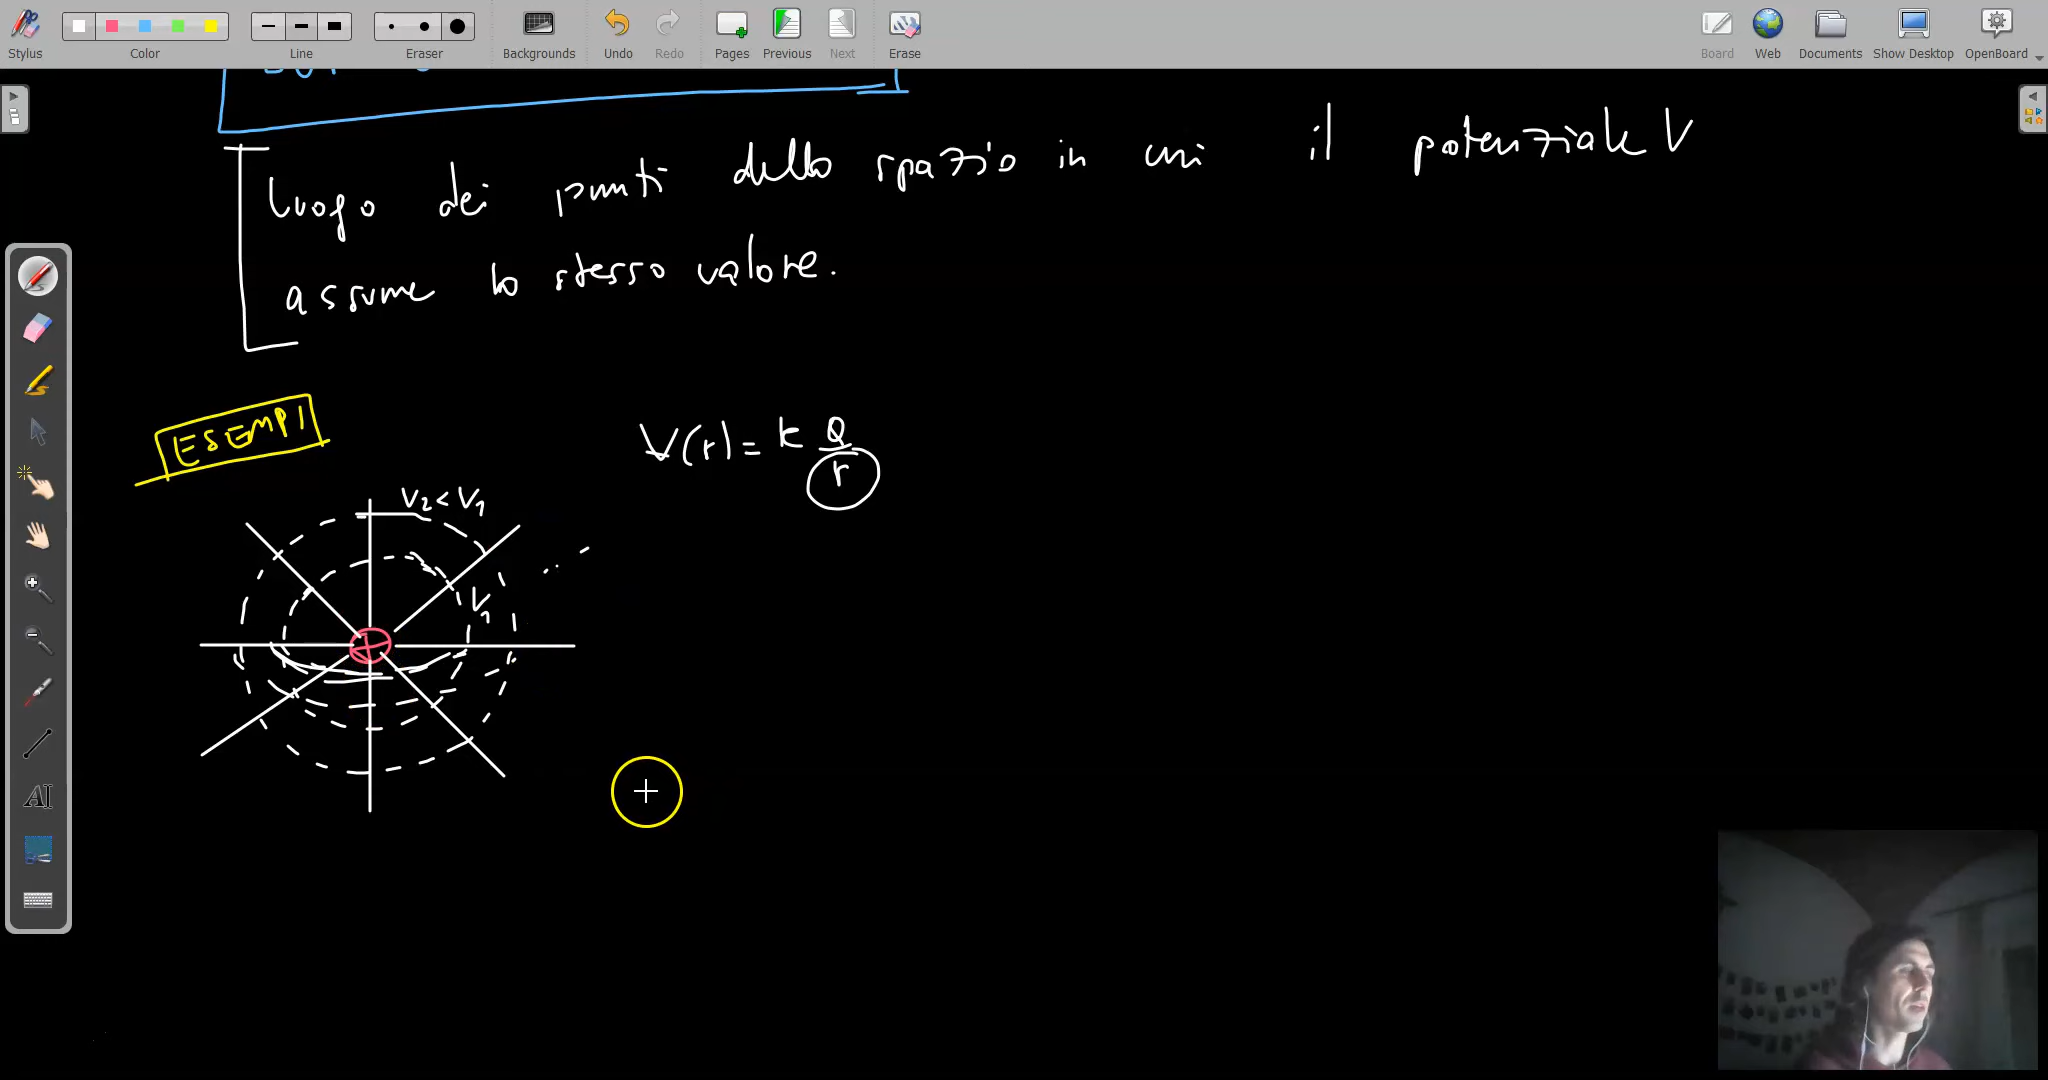 Stylus Color Line Eraser Backgrounds Undo Redo Pages Previous Next Erase Board Web Documents Show Desktop OpenBoard
luogo dei punti dello spazio in cui il potenziale V
assume lo stesso valore.
ESEMPI
V(r) = k Q/r
V₂ < V₁
V₁
AI